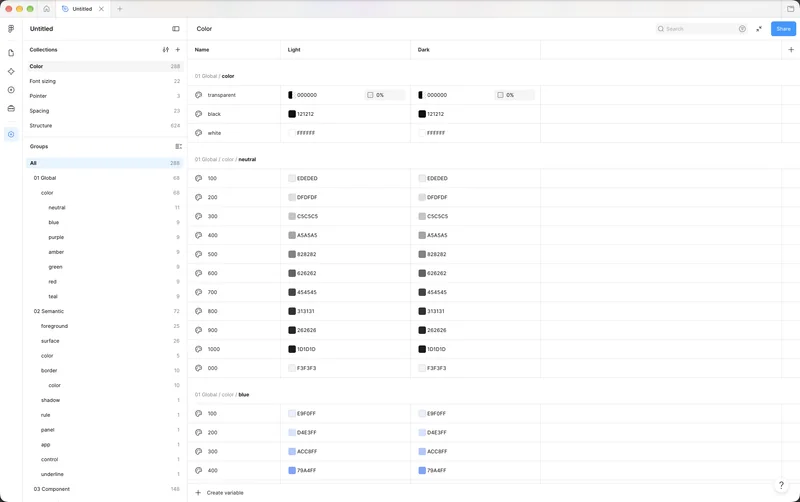 Untitled
Untitled
Collections
Color 288
Font sizing 22
Pointer 3
Spacing 23
Structure
Groups
All 288
01 Global 68
color 68
neutral 11
blue 9
purple 9
amber 9
green 9
red 9
teal 9
02 Semantic 72
foreground 25
surface 26
color 5
border 10
color 10
shadow 1
rule 1
panel 1
app 1
control 1
underline 1
03 Component 148
Color
Search
Share
Name Light Dark
01 Global / color
transparent 000000 0% 000000 0%
black 121212 121212
white FFFFFF FFFFFF
01 Global / color / neutral
100 EDEDED EDEDED
200 DFDFDF DFDFDF
300 C5C5C5 C5C5C5
400 A5A5A5 A5A5A5
500 828282 828282
600 626262 626262
700 454545 454545
800 313131 313131
900 262626 262626
1000 1D1D1D 1D1D1D
000 F3F3F3 F3F3F3
01 Global / color / blue
100 E9F0FF E9F0FF
200 D4E3FF D4E3FF
300 ACC8FF ACC8FF
400 79A4FF 79A4FF
Create variable
?